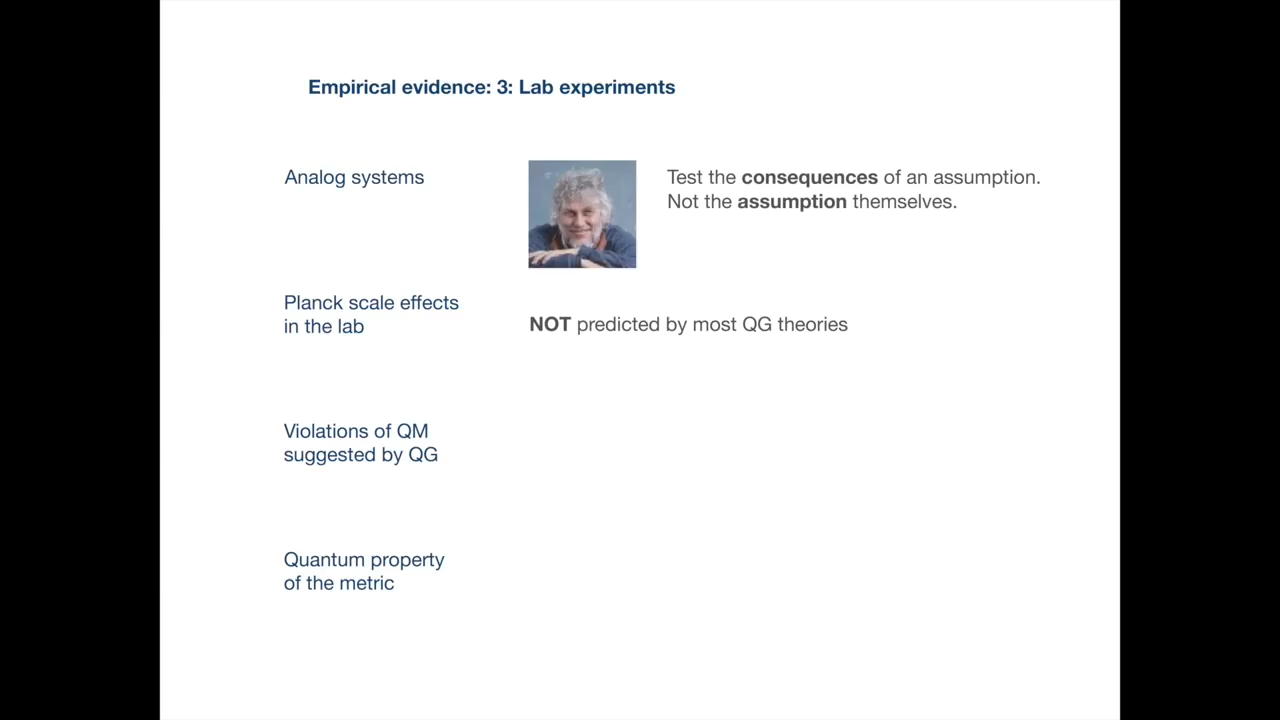 Empirical evidence: 3: Lab experiments
Analog systems
Test the consequences of an assumption.
Not the assumption themselves.
Planck scale effects
in the lab
NOT predicted by most QG theories
Violations of QM
suggested by QG
Quantum property
of the metric